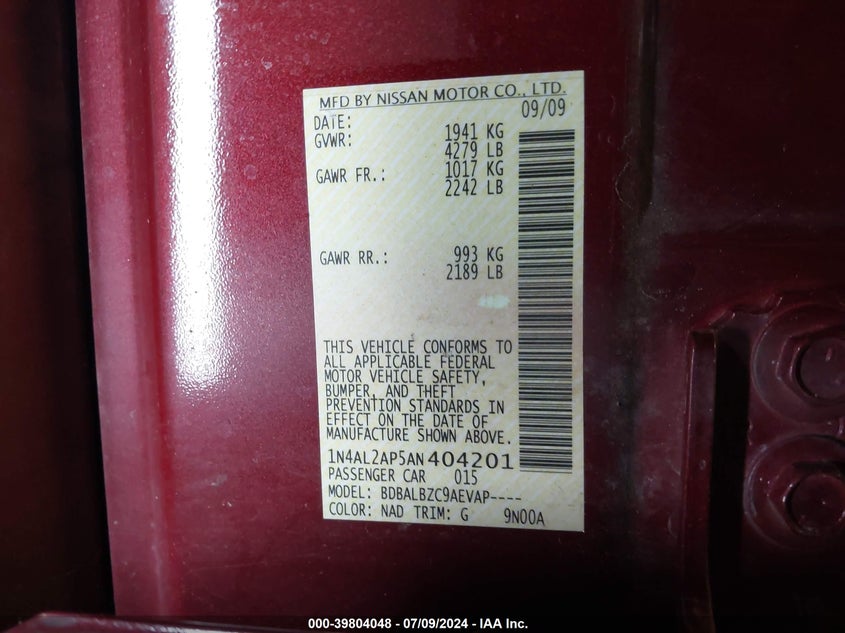 MFD BY NISSAN MOTOR CO., LTD.
DATE: 09/09
GVWR: 1941 KG
4279 LB
GAWR FR.: 1017 KG
2242 LB
GAWR RR.: 993 KG
2189 LB
THIS VEHICLE CONFORMS TO
ALL APPLICABLE FEDERAL
MOTOR VEHICLE SAFETY,
BUMPER, AND THEFT
PREVENTION STANDARDS IN
EFFECT ON THE DATE OF
MANUFACTURE SHOWN ABOVE.
1N4AL2AP5AN404201
PASSENGER CAR 015
MODEL: BDBALBZC9AEVAP----
COLOR: NAD TRIM: G 9N00A
000-39804048 - 07/09/2024 - IAA Inc.